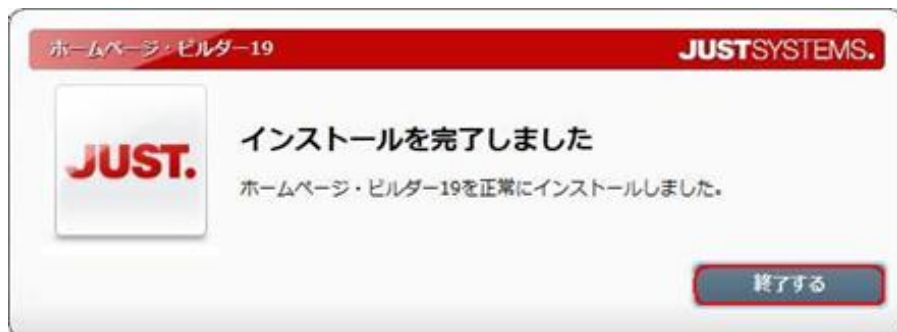 ホームページ・ビルダー19
JUSTSYSTEMS.
JUST.
インストールを完了しました
ホームページ・ビルダー19を正常にインストールしました。
終了する